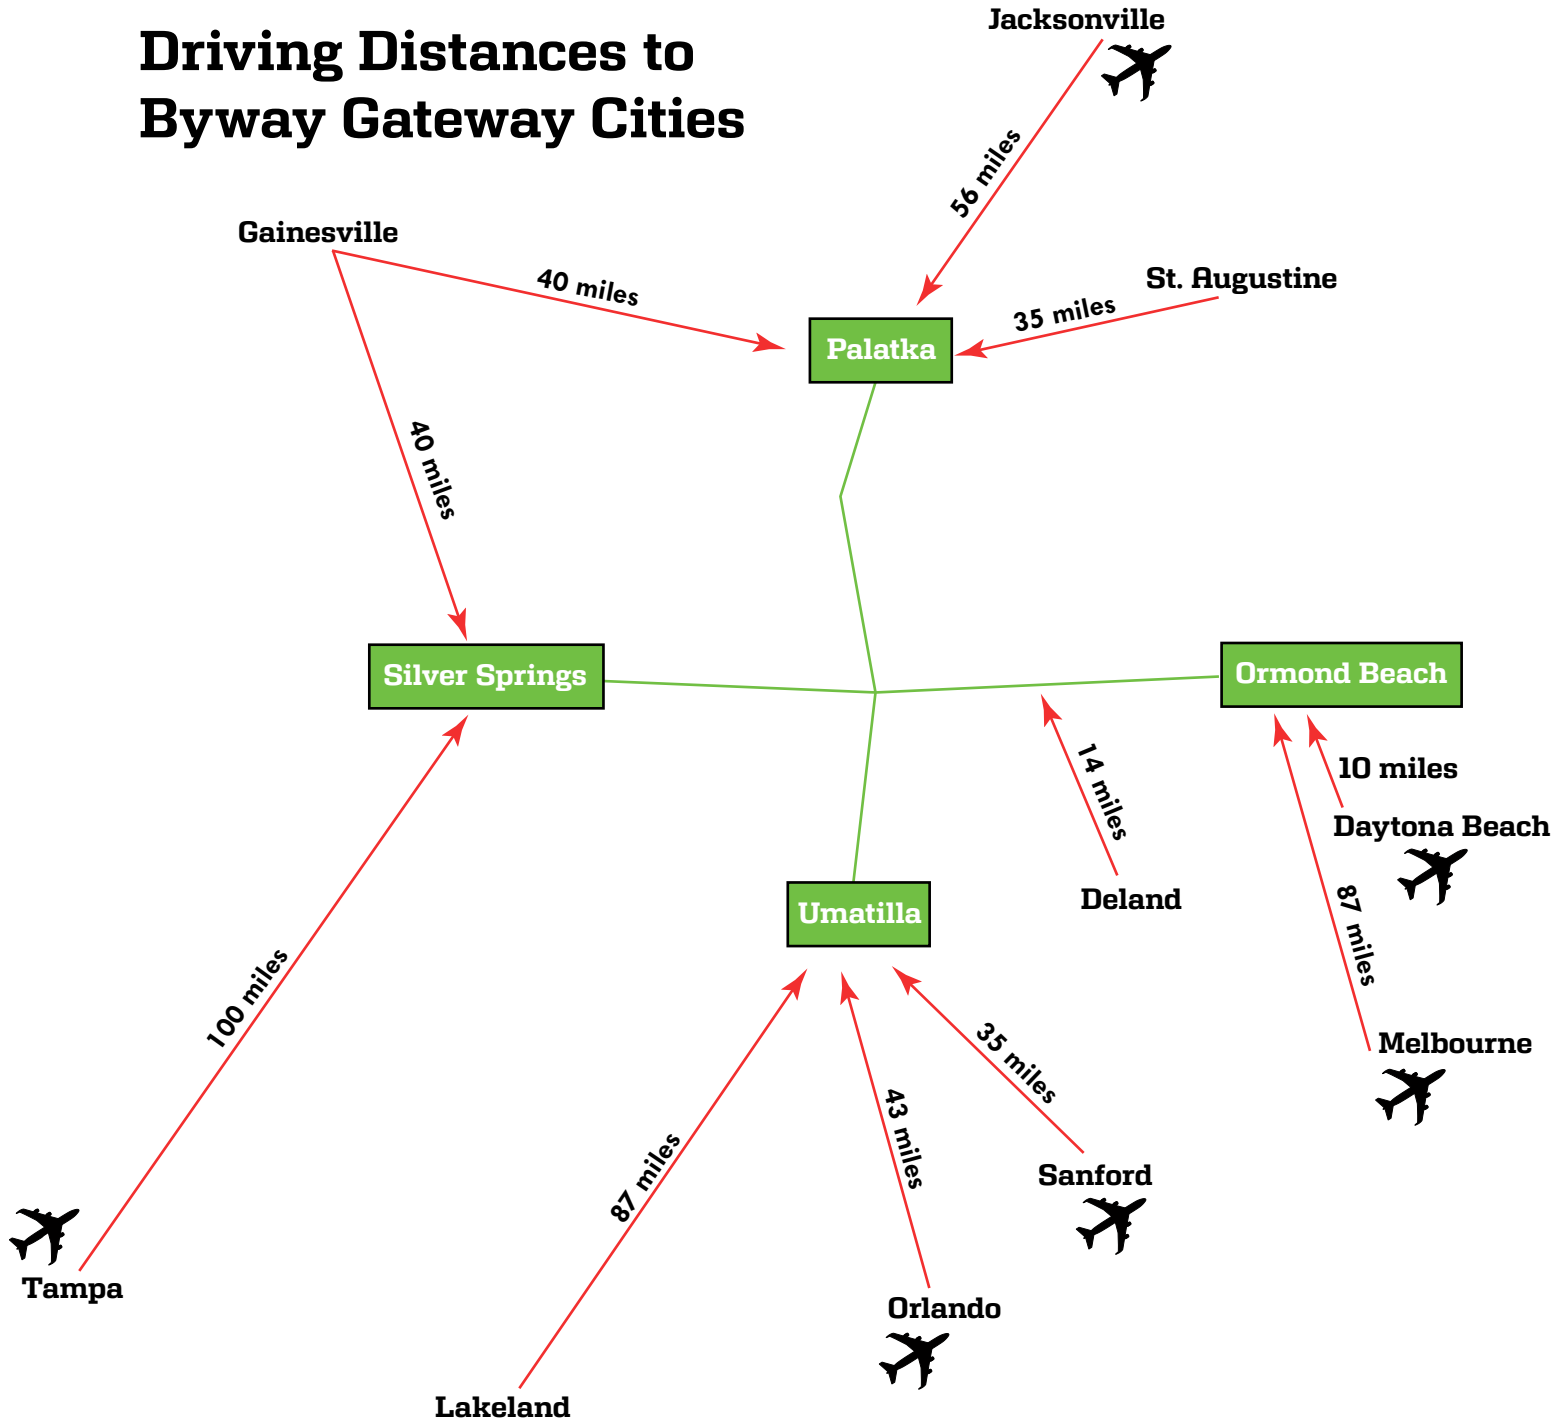 Driving Distances to
Byway Gateway Cities
Jacksonville
56 miles
Gainesville
40 miles
St. Augustine
35 miles
Palatka
40 miles
Silver Springs
Ormond Beach
14 miles
10 miles
Daytona Beach
Deland
87 miles
Umatilla
100 miles
35 miles
Melbourne
43 miles
87 miles
Sanford
Tampa
Orlando
Lakeland